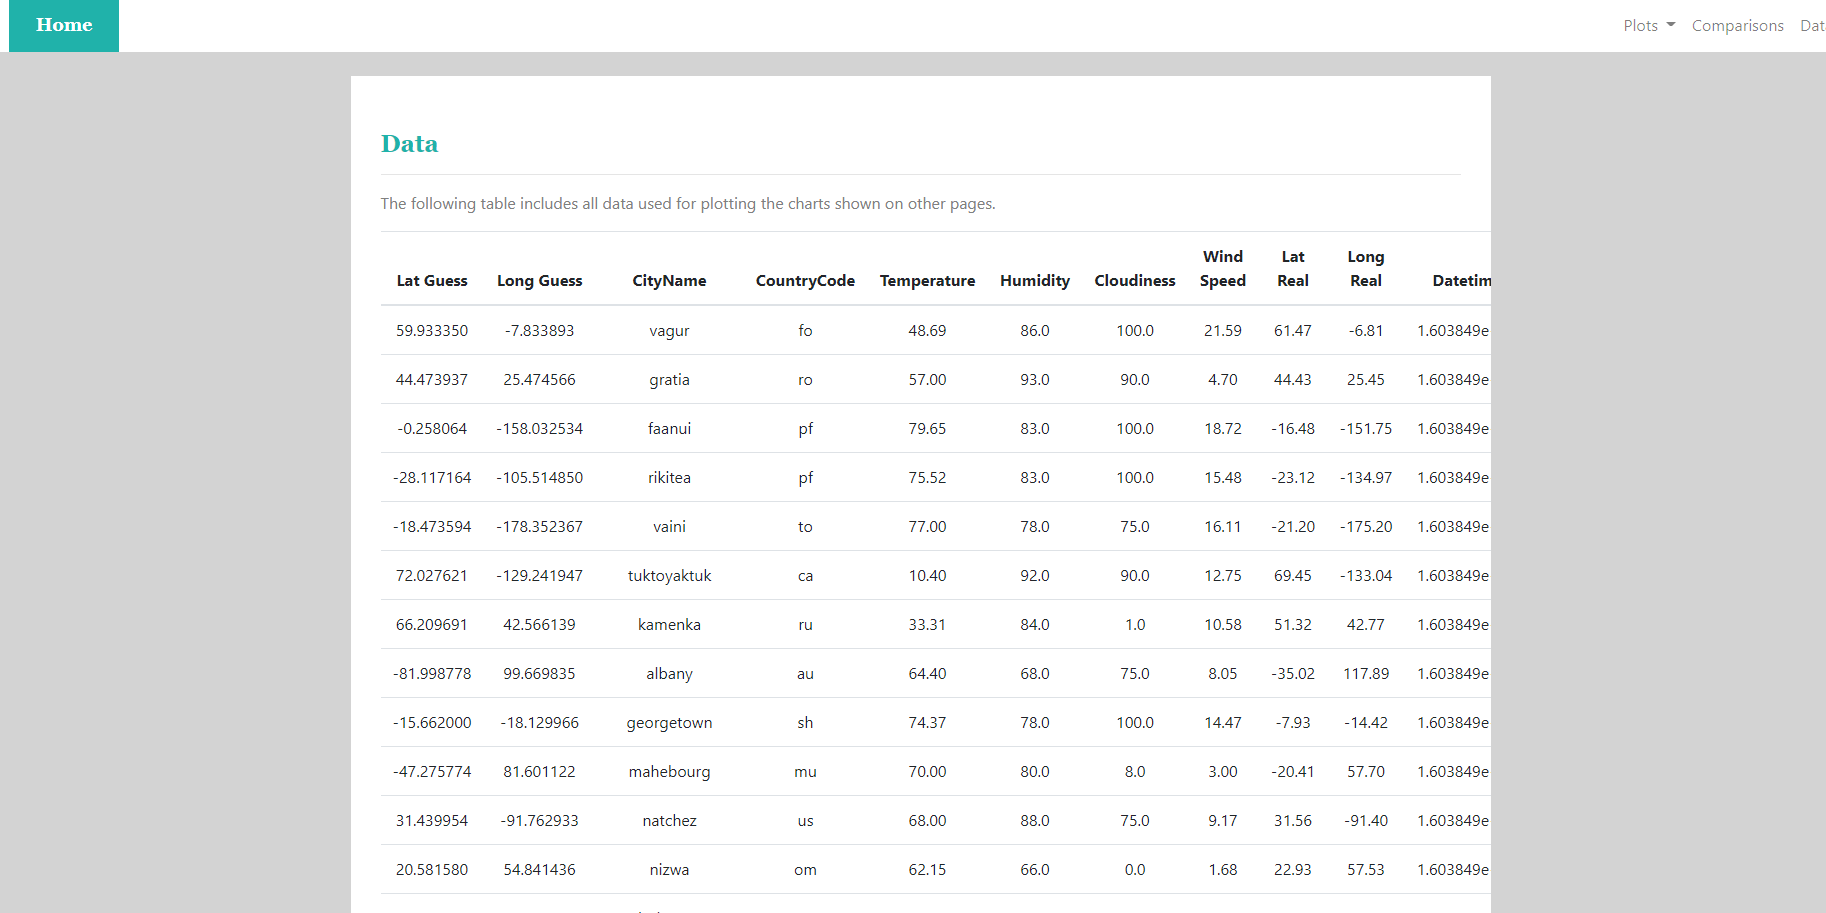 Home Plots Comparisons Dat
Data
The following table includes all data used for plotting the charts shown on other pages.
Lat Guess Long Guess CityName CountryCode Temperature Humidity Cloudiness Wind Speed Lat Real Long Real Datetim
59.933350 -7.833893 vagur fo 48.69 86.0 100.0 21.59 61.47 -6.81 1.603849e
44.473937 25.474566 gratia ro 57.00 93.0 90.0 4.70 44.43 25.45 1.603849e
-0.258064 -158.032534 faanui pf 79.65 83.0 100.0 18.72 -16.48 -151.75 1.603849e
-28.117164 -105.514850 rikitea pf 75.52 83.0 100.0 15.48 -23.12 -134.97 1.603849e
-18.473594 -178.352367 vaini to 77.00 78.0 75.0 16.11 -21.20 -175.20 1.603849e
72.027621 -129.241947 tuktoyaktuk ca 10.40 92.0 90.0 12.75 69.45 -133.04 1.603849e
66.209691 42.566139 kamenka ru 33.31 84.0 1.0 10.58 51.32 42.77 1.603849e
-81.998778 99.669835 albany au 64.40 68.0 75.0 8.05 -35.02 117.89 1.603849e
-15.662000 -18.129966 georgetown sh 74.37 78.0 100.0 14.47 -7.93 -14.42 1.603849e
-47.275774 81.601122 mahebourg mu 70.00 80.0 8.0 3.00 -20.41 57.70 1.603849e
31.439954 -91.762933 natchez us 68.00 88.0 75.0 9.17 31.56 -91.40 1.603849e
20.581580 54.841436 nizwa om 62.15 66.0 0.0 1.68 22.93 57.53 1.603849e